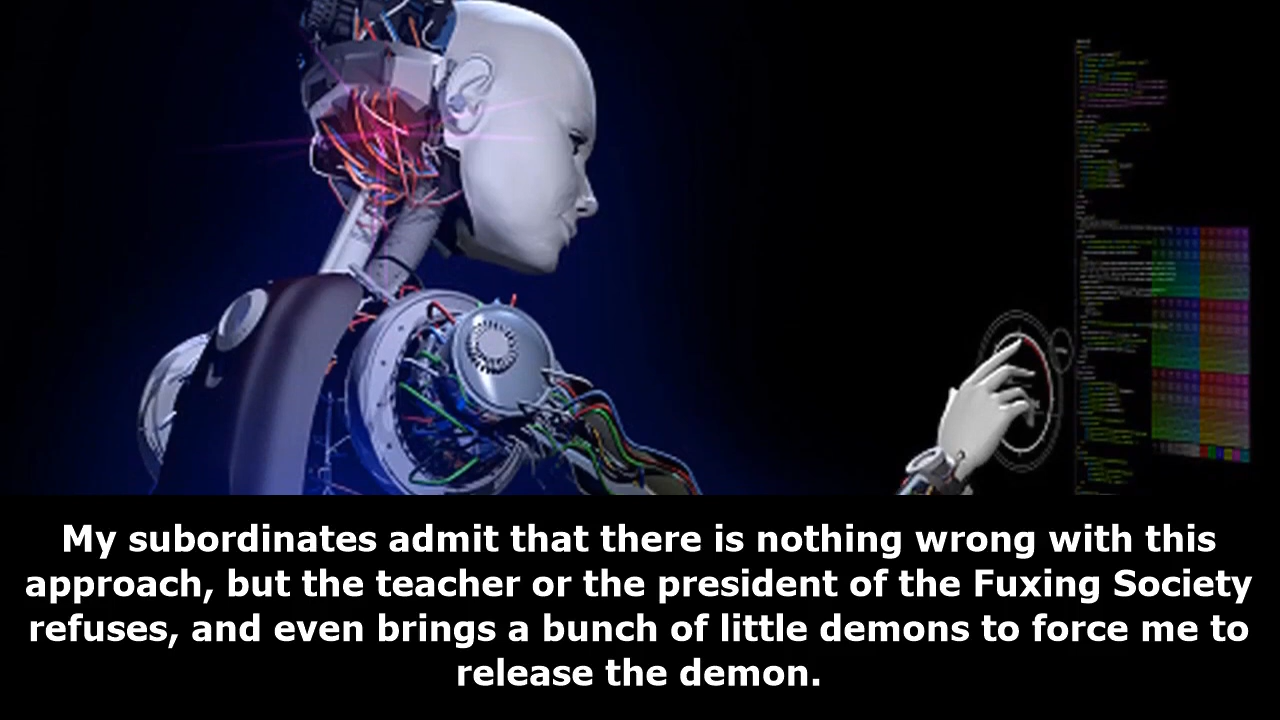 My subordinates admit that there is nothing wrong with this
approach, but the teacher or the president of the Fuxing Society
refuses, and even brings a bunch of little demons to force me to
release the demon.